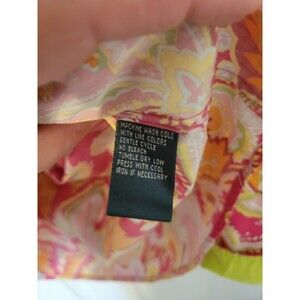 MACHINE WASH COLD
WITH LIKE COLORS
GENTLE CYCLE
NO BLEACH
TUMBLE DRY LOW
PRESS WITH COOL
IRON IF NECESSARY